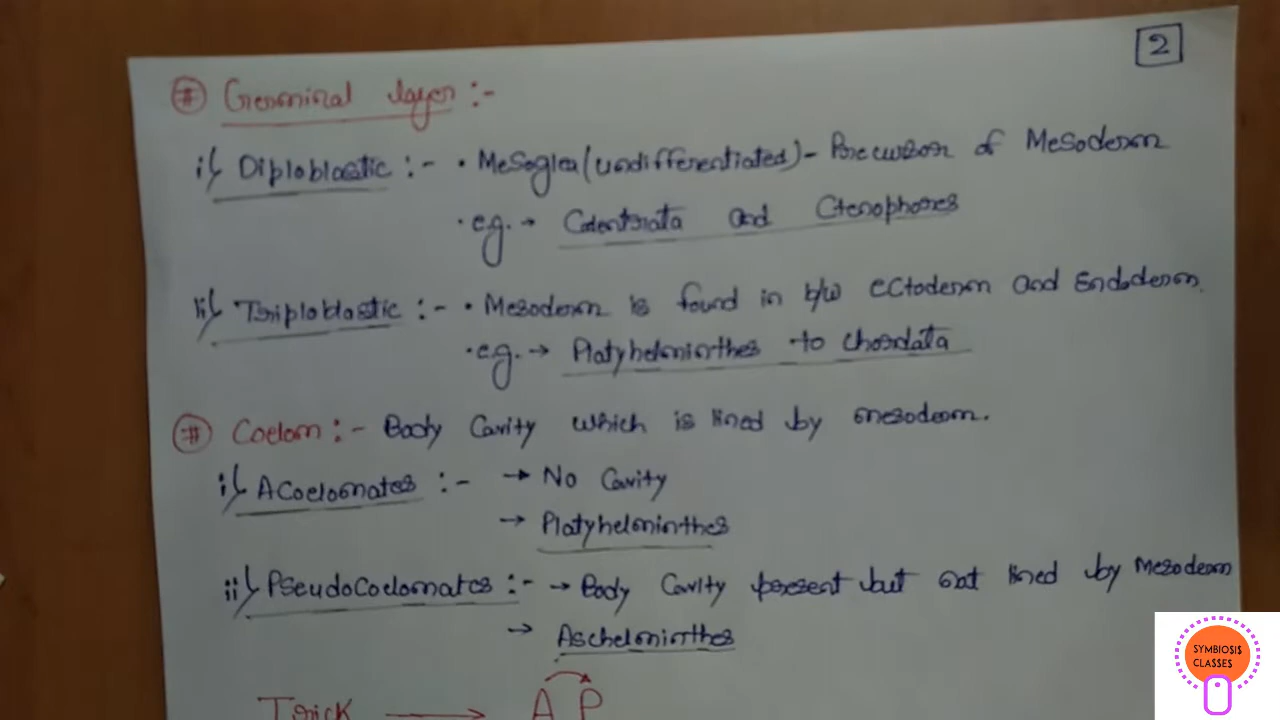 2
# Germinal layer :-
i) Diploblastic :- • Mesoglea (undifferentiated) - Precursor of Mesoderm
• e.g. → Coelentrata and Ctenophores
ii) Triploblastic :- • Mesoderm is found in b/w ectoderm and Endoderm.
• e.g. → Platyhelminthes to chordata
# Coelom :- Body Cavity which is lined by mesoderm.
i) Acoelomates :- → No Cavity
→ Platyhelminthes
ii) Pseudocoelomates :- → Body Cavity present but not lined by Mesoderm
→ Aschelminthes
Trick → A P
SYMBIOSIS
CLASSES